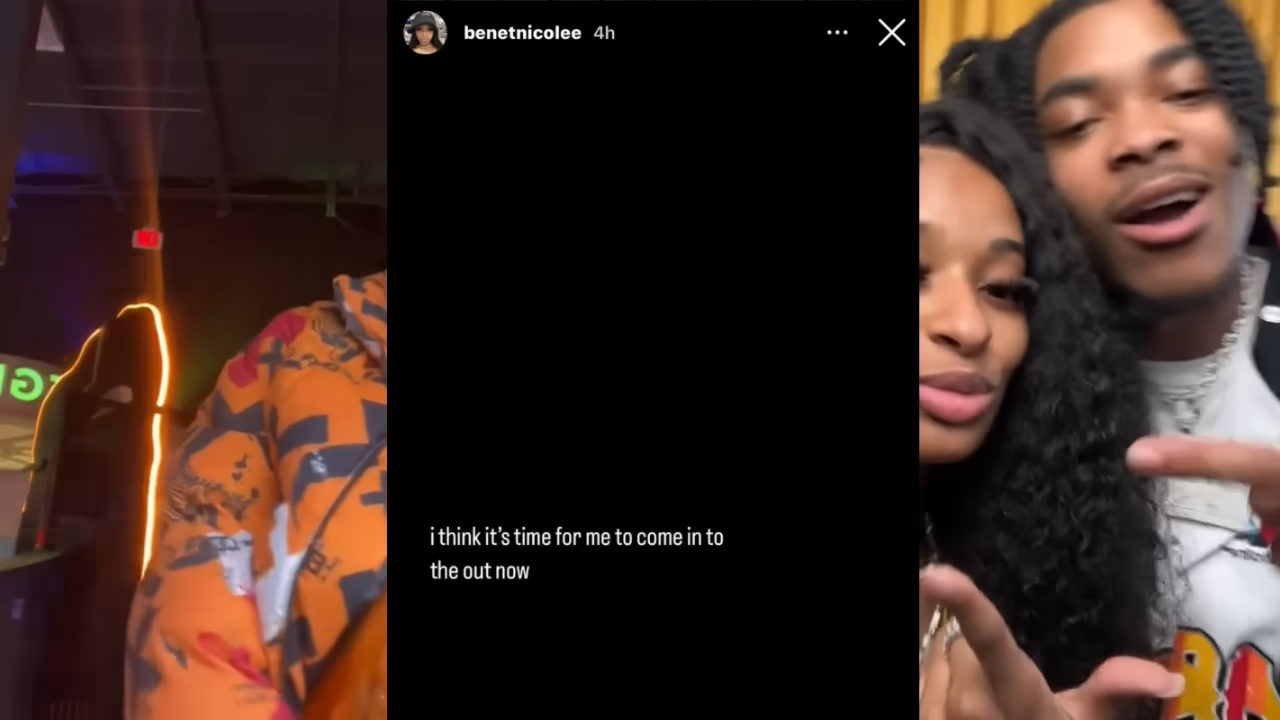 benetnicolee 4h
i think it's time for me to come in to
the out now